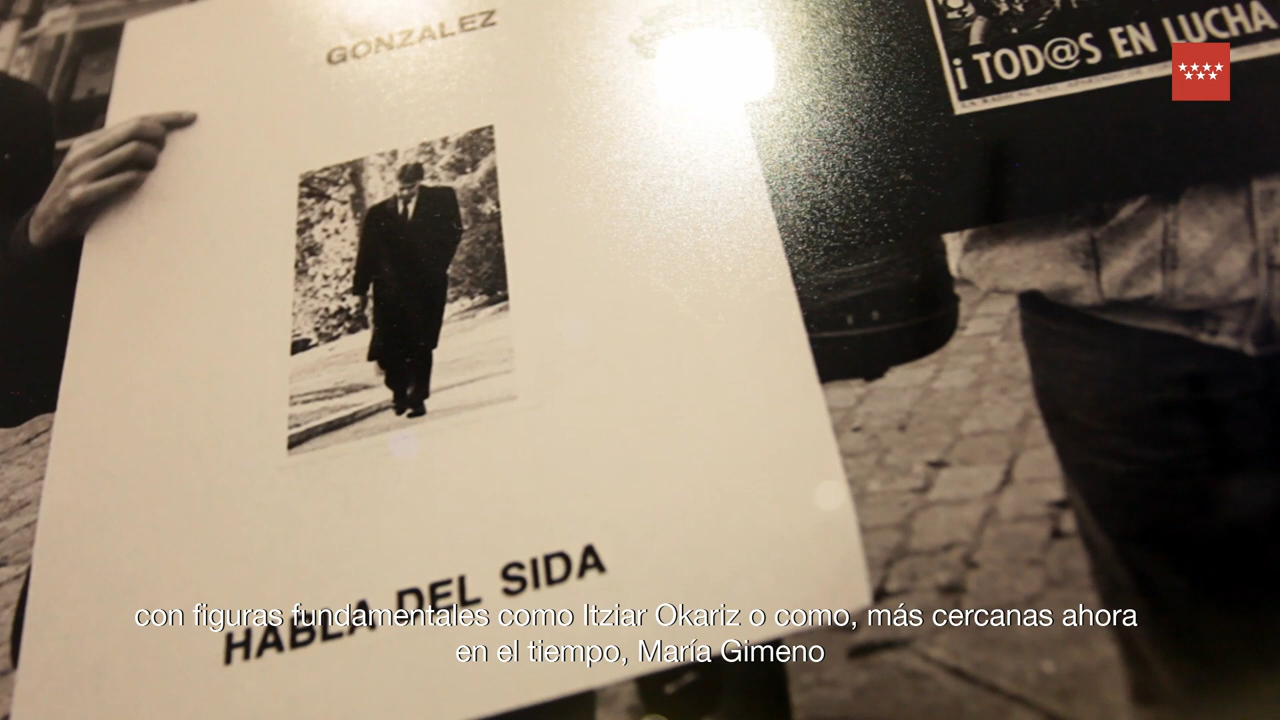 GONZALEZ
¡ TOD@S EN LUCHA
HABLA DEL SIDA
con figuras fundamentales como Itziar Okariz o como, más cercanas ahora
en el tiempo, María Gimeno